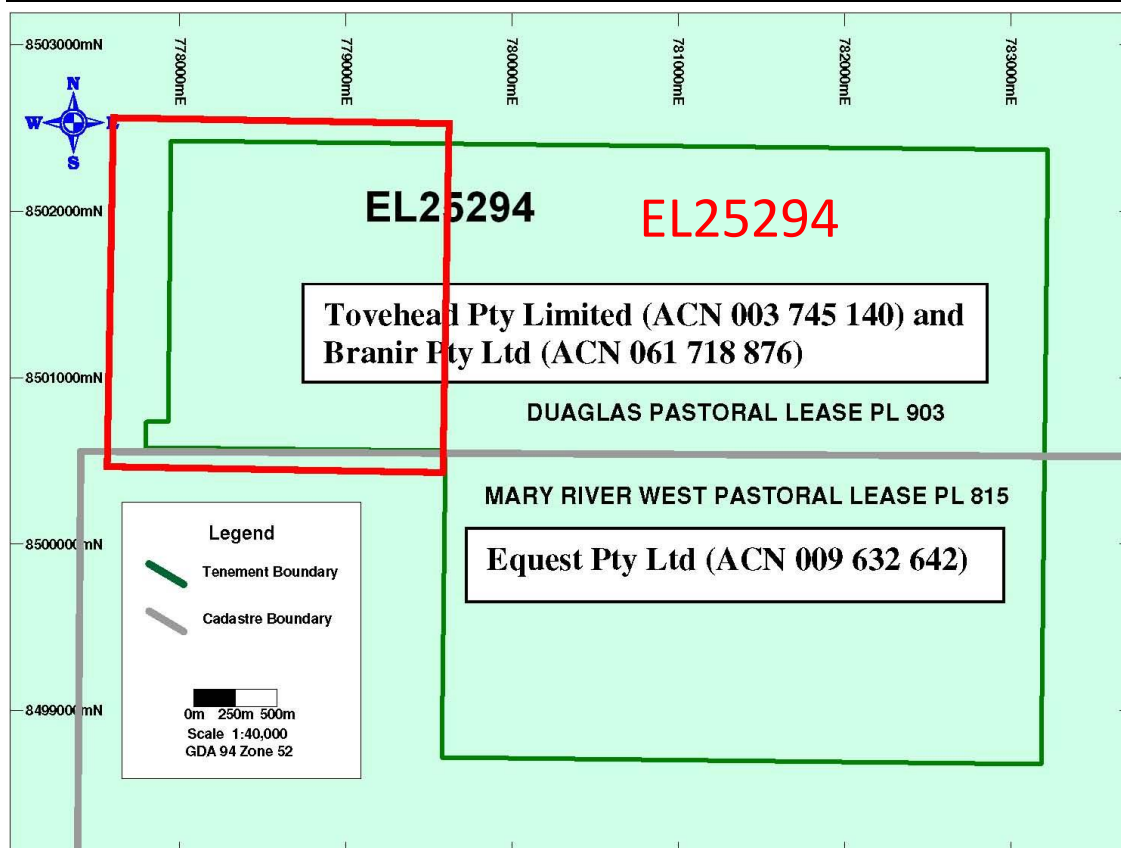 778000mE
779000mE
780000mE
781000mE
782000mE
783000mE
8503000mN
N
W E
S
8502000mN
EL25294
EL25294
Tovehead Pty Limited (ACN 003 745 140) and
Branir Pty Ltd (ACN 061 718 876)
8501000mN
DUAGLAS PASTORAL LEASE PL 903
MARY RIVER WEST PASTORAL LEASE PL 815
8500000mN
Equest Pty Ltd (ACN 009 632 642)
Legend
Tenement Boundary
Cadastre Boundary
8499000mN
0m 250m 500m
Scale 1:40,000
GDA 94 Zone 52